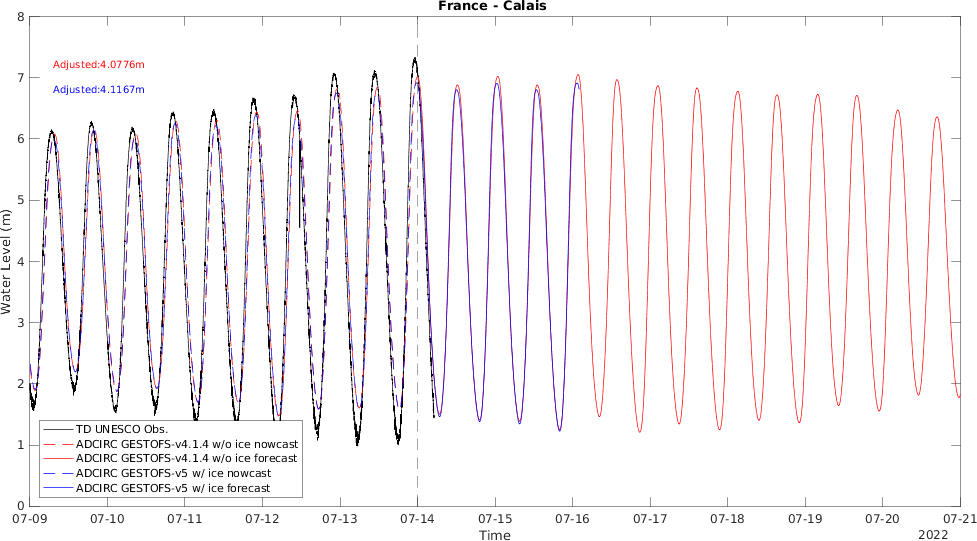 France - Calais
8
7
6
5
4
3
2
1
0
Water Level (m)
Adjusted:4.0776m
Adjusted:4.1167m
TD UNESCO Obs.
ADCIRC GESTOFS-v4.1.4 w/o ice nowcast
ADCIRC GESTOFS-v4.1.4 w/o ice forecast
ADCIRC GESTOFS-v5 w/ ice nowcast
ADCIRC GESTOFS-v5 w/ ice forecast
07-09 07-10 07-11 07-12 07-13 07-14 07-15 07-16 07-17 07-18 07-19 07-20 07-21
Time
2022